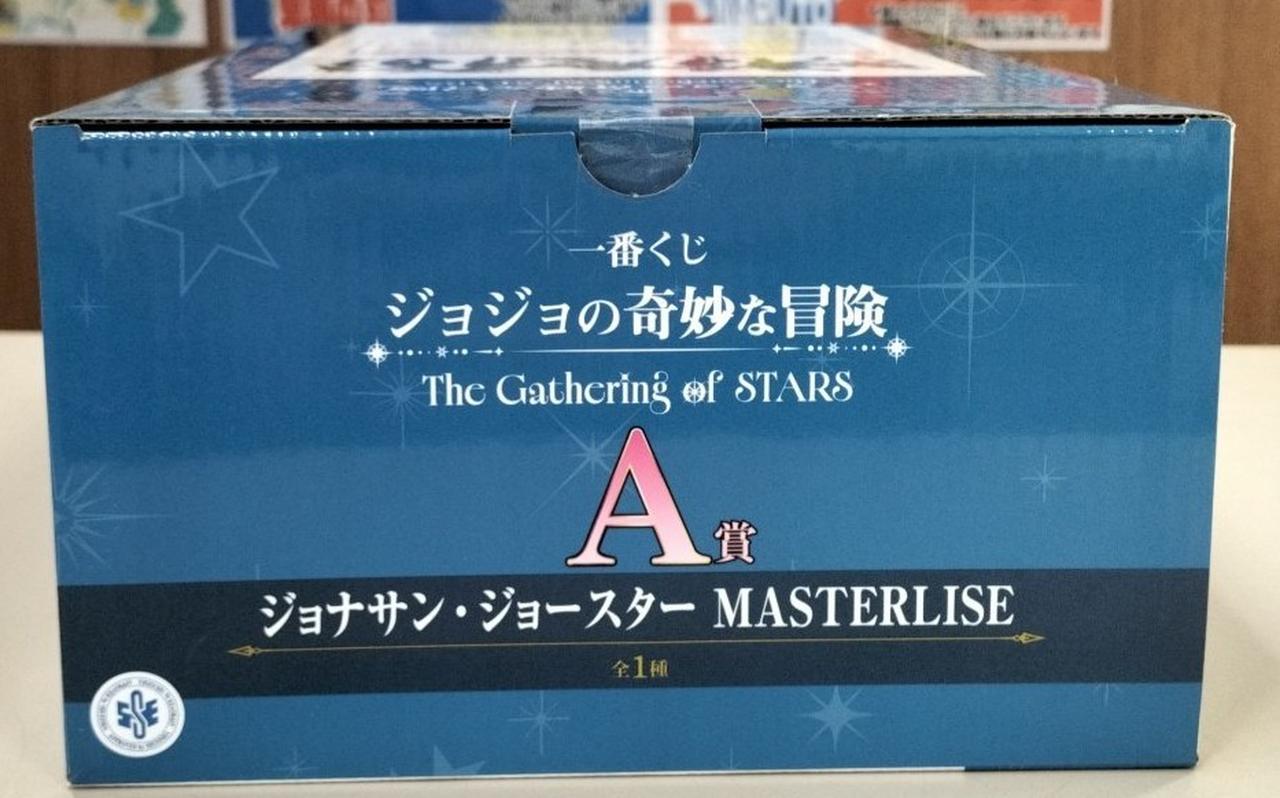 一番くじ
ジョジョの奇妙な冒険
The Gathering of STARS
A賞
ジョナサン・ジョースター MASTERLISE
全1種